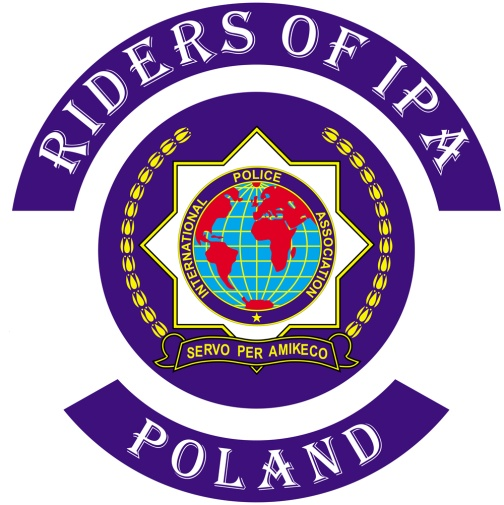 RIDERS OF IPA
INTERNATIONAL POLICE ASSOCIATION
SERVO PER AMIKECO
POLAND